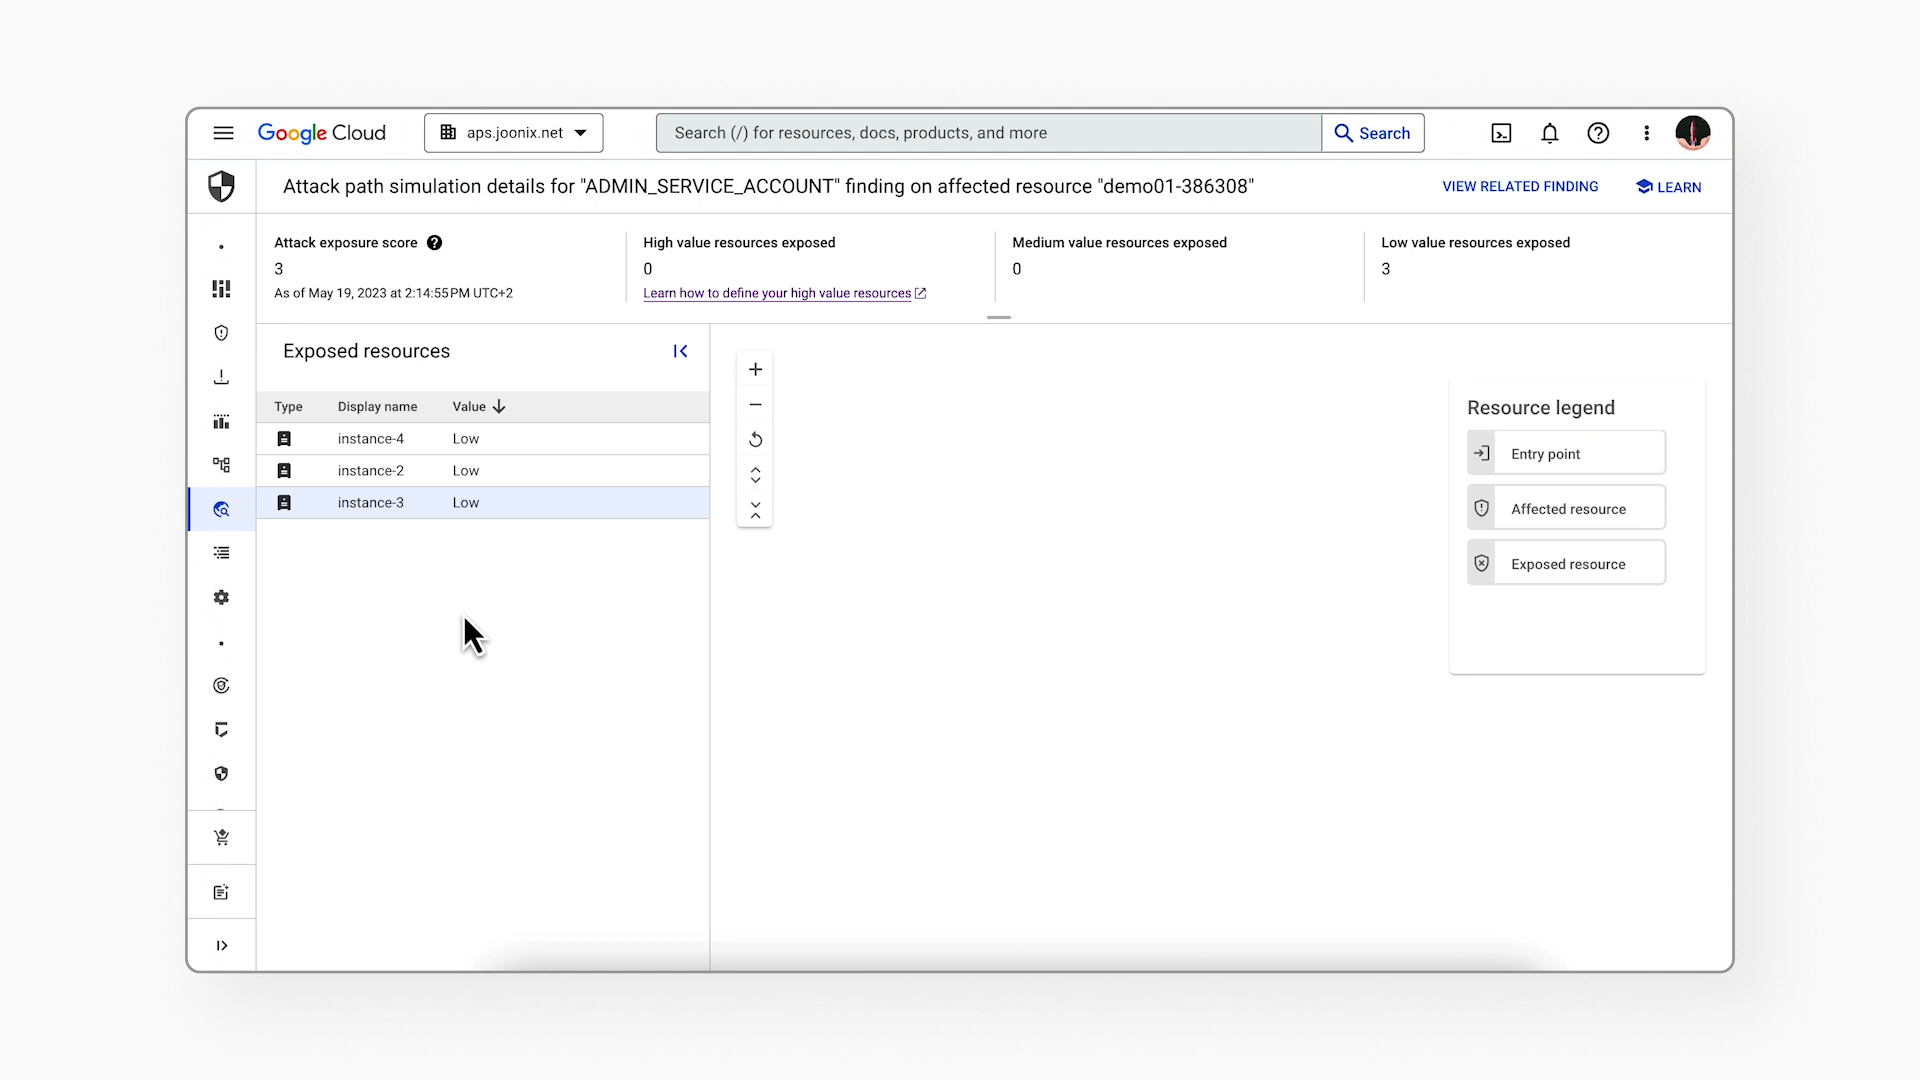 Google Cloud
aps.joonix.net
Search (/) for resources, docs, products, and more
Search
Attack path simulation details for "ADMIN_SERVICE_ACCOUNT" finding on affected resource "demo01-386308"
VIEW RELATED FINDING
LEARN
Attack exposure score
3
As of May 19, 2023 at 2:14:55 PM UTC+2
High value resources exposed
0
Learn how to define your high value resources
Medium value resources exposed
0
Low value resources exposed
3
Exposed resources
Type Display name Value
instance-4 Low
instance-2 Low
instance-3 Low
Resource legend
Entry point
Affected resource
Exposed resource